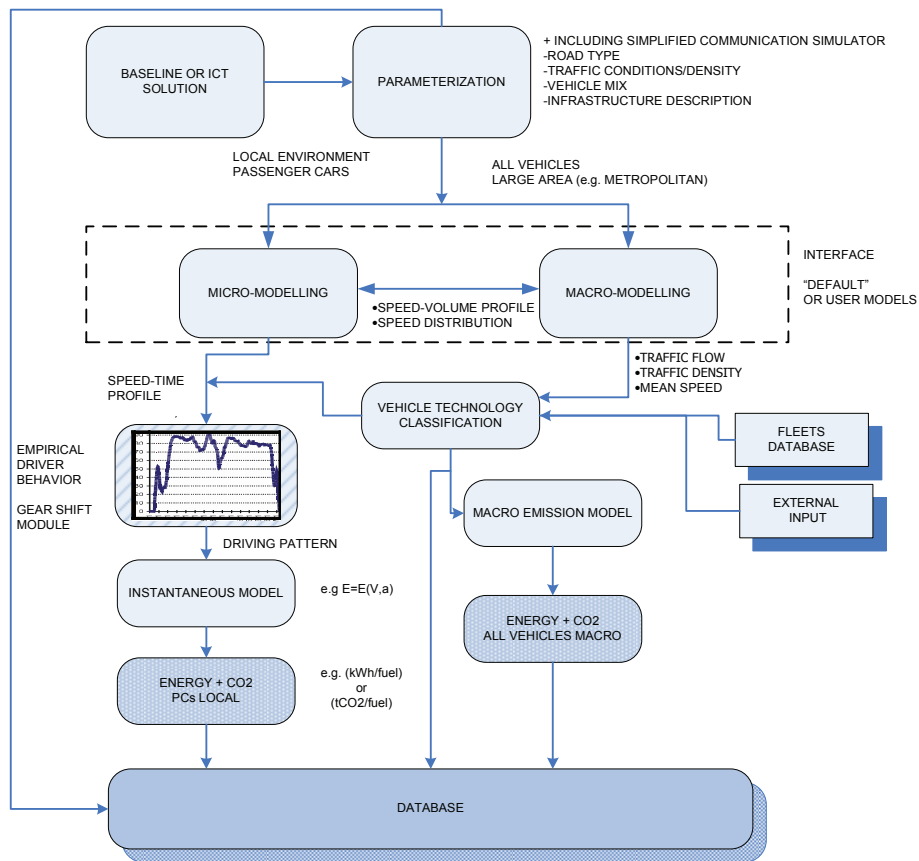 BASELINE OR ICT
SOLUTION
PARAMETERIZATION
+ INCLUDING SIMPLIFIED COMMUNICATION SIMULATOR
-ROAD TYPE
-TRAFFIC CONDITIONS/DENSITY
-VEHICLE MIX
-INFRASTRUCTURE DESCRIPTION
LOCAL ENVIRONMENT
PASSENGER CARS
ALL VEHICLES
LARGE AREA (e.g. METROPOLITAN)
MICRO-MODELLING
MACRO-MODELLING
INTERFACE
“DEFAULT”
OR USER MODELS
•SPEED-VOLUME PROFILE
•SPEED DISTRIBUTION
•TRAFFIC FLOW
•TRAFFIC DENSITY
•MEAN SPEED
SPEED-TIME
PROFILE
VEHICLE TECHNOLOGY
CLASSIFICATION
FLEETS
DATABASE
EXTERNAL
INPUT
EMPIRICAL
DRIVER
BEHAVIOR
GEAR SHIFT
MODULE
MACRO EMISSION MODEL
DRIVING PATTERN
INSTANTANEOUS MODEL
e.g E=E(V,a)
ENERGY + CO2
ALL VEHICLES MACRO
ENERGY + CO2
PCs LOCAL
e.g. (kWh/fuel)
or
(tCO2/fuel)
DATABASE